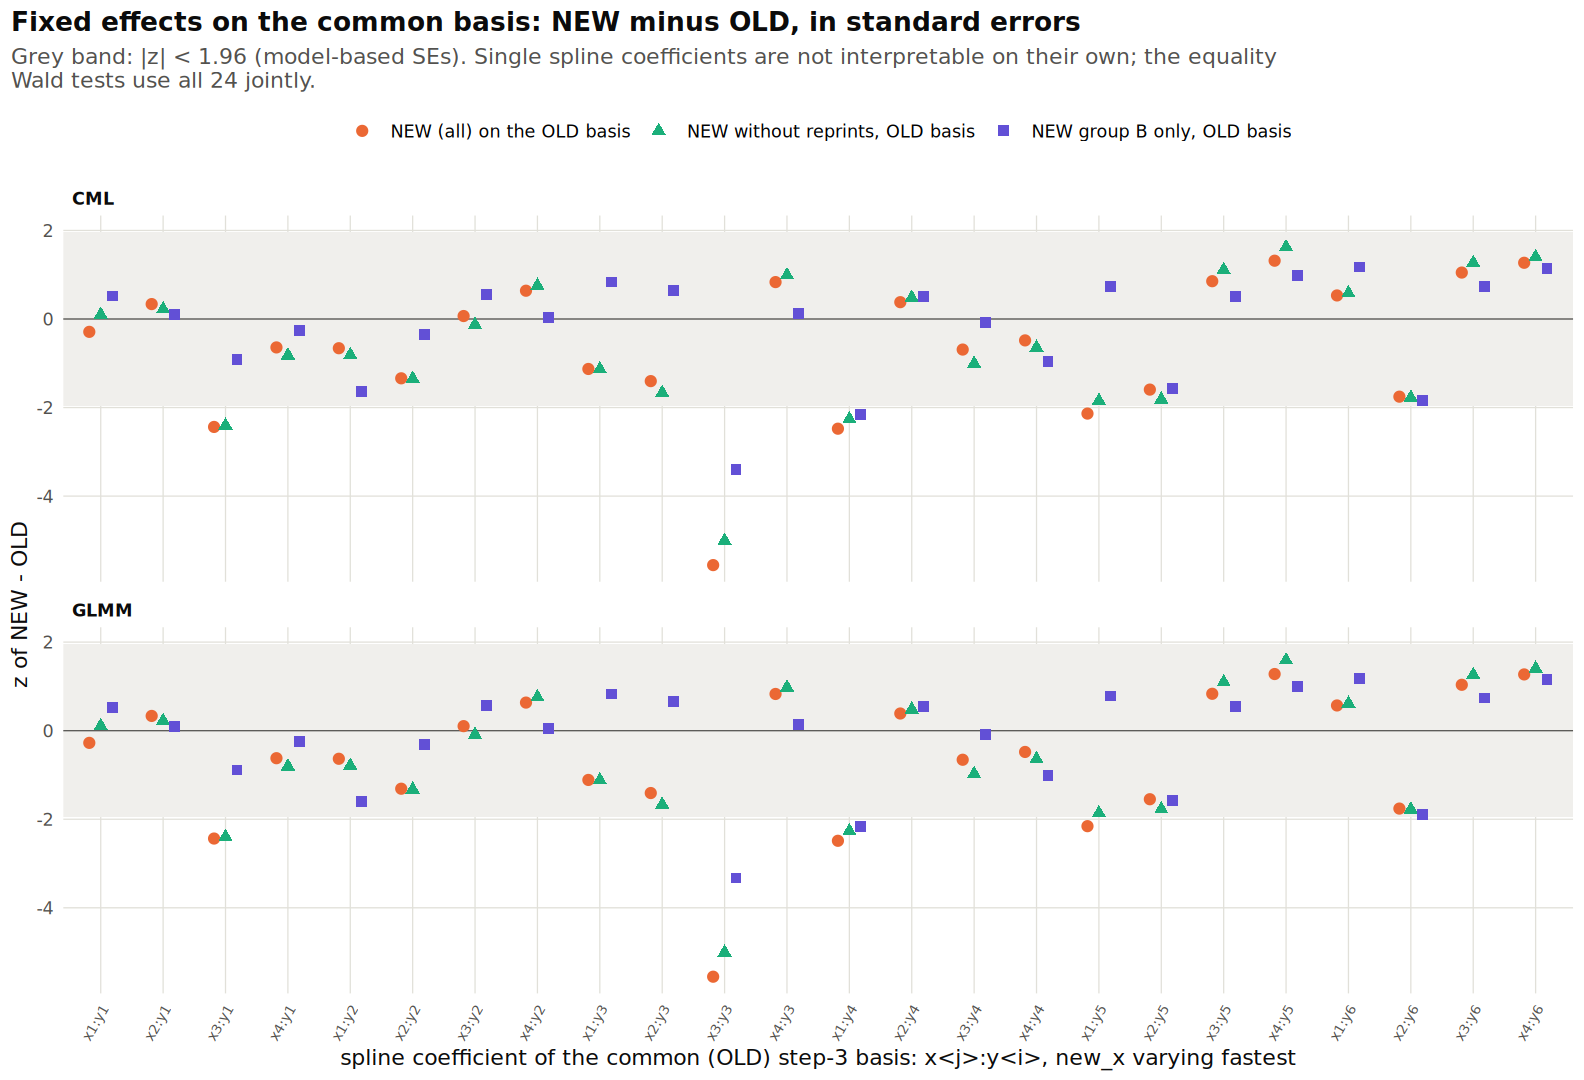 Fixed effects on the common basis: NEW minus OLD, in standard errors
Grey band: |z| < 1.96 (model-based SEs). Single spline coefficients are not interpretable on their own; the equality
Wald tests use all 24 jointly.
NEW (all) on the OLD basis
NEW without reprints, OLD basis
NEW group B only, OLD basis
CML
2
0
-2
-4
z of NEW - OLD
GLMM
2
0
-2
-4
x1:y1
x2:y1
x3:y1
x4:y1
x1:y2
x2:y2
x3:y2
x4:y2
x1:y3
x2:y3
x3:y3
x4:y3
x1:y4
x2:y4
x3:y4
x4:y4
x1:y5
x2:y5
x3:y5
x4:y5
x1:y6
x2:y6
x3:y6
x4:y6
spline coefficient of the common (OLD) step-3 basis: x<j>:y<i>, new_x varying fastest